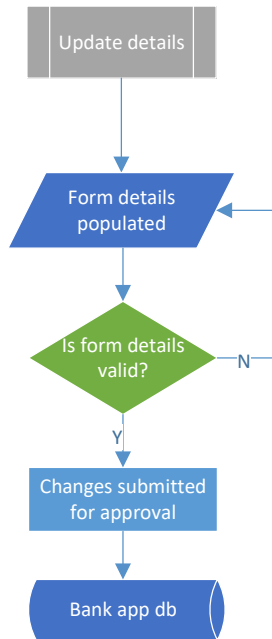 Update details
Form details
populated
Is form details
valid?
N
Y
Changes submitted
for approval
Bank app db